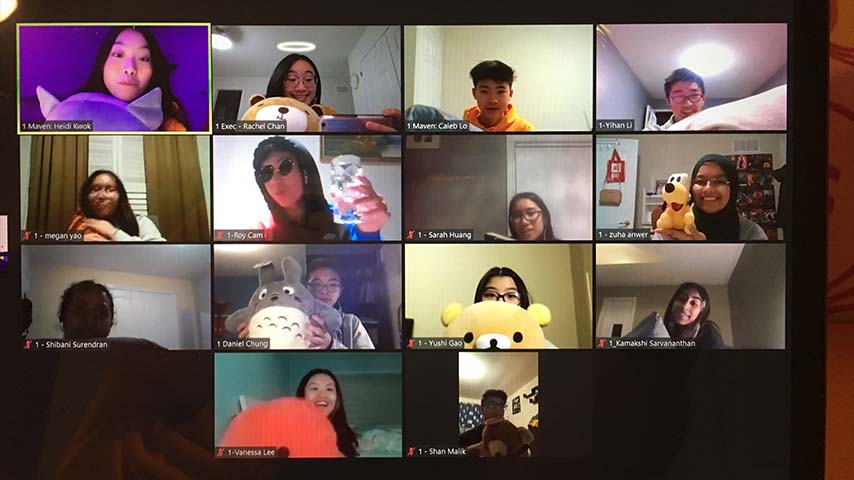 1 Maven: Heidi Kwok
1 Exec - Rachel Chan
1 Maven: Caleb Lo
1-Yihan Li
1 - megan yao
1-Roy Cam
1 - Sarah Huang
1 - zuha anwer
1 - Shibani Surendran
1 Daniel Chung
1 - Yushi Gao
1_Kamakshi Sarvananthan
1-Vanessa Lee
1 - Shan Malik